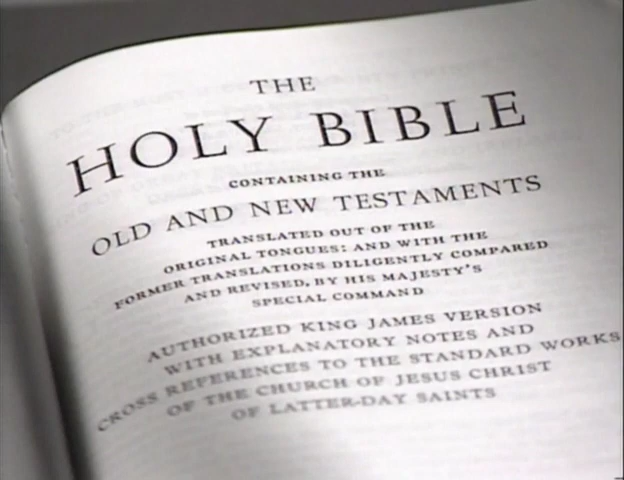 THE
HOLY BIBLE
CONTAINING THE
OLD AND NEW TESTAMENTS
TRANSLATED OUT OF THE
ORIGINAL TONGUES: AND WITH THE
FORMER TRANSLATIONS DILIGENTLY COMPARED
AND REVISED, BY HIS MAJESTY'S
SPECIAL COMMAND
AUTHORIZED KING JAMES VERSION
WITH EXPLANATORY NOTES AND
CROSS REFERENCES TO THE STANDARD WORKS
OF THE CHURCH OF JESUS CHRIST
OF LATTER-DAY SAINTS